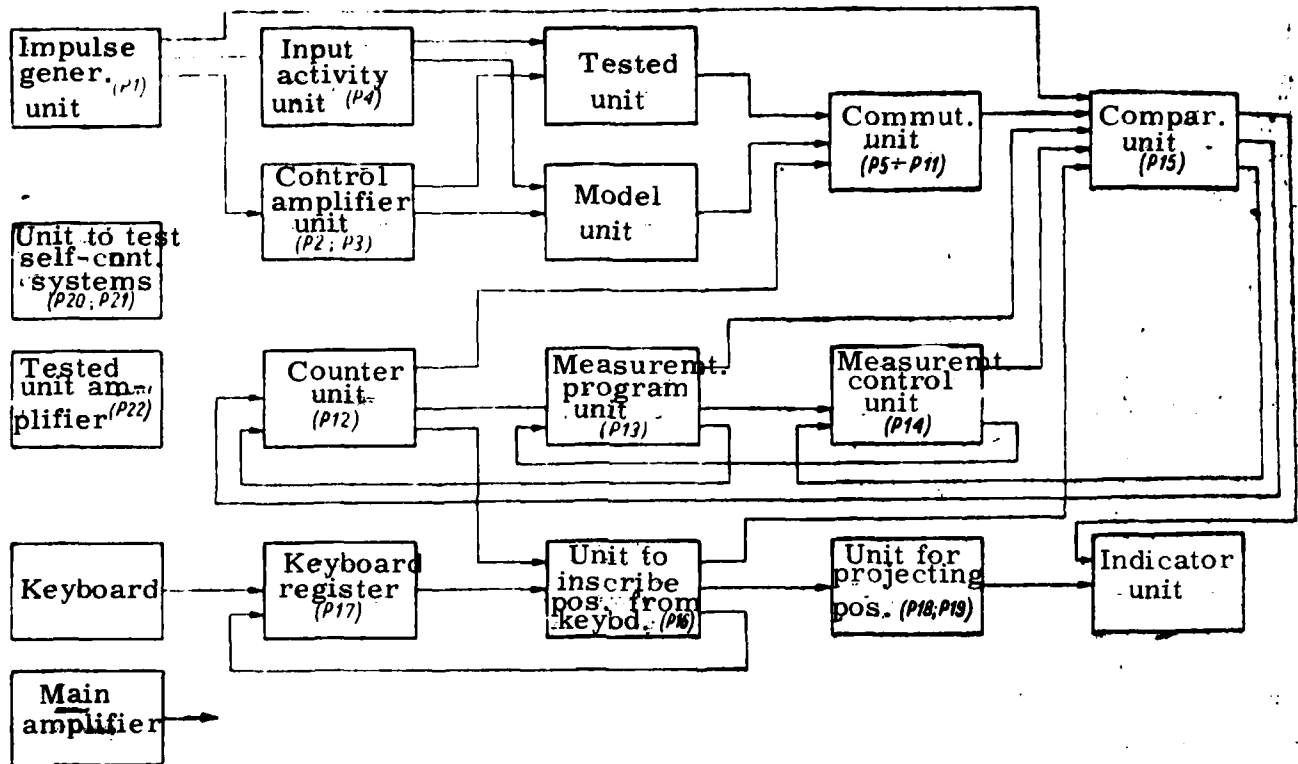 Impulse
gener. (P1)
unit
Input
activity
unit (P4)
Tested
unit
Commut.
unit
(P5÷P11)
Compar.
unit
(P15)
Control
amplifier
unit
(P2; P3)
Model
unit
Unit to test
self-cont.
systems
(P20; P21)
Tested
unit am-
plifier (P22)
Counter
unit
(P12)
Measuremt.
program
unit
(P13)
Measuremt.
control
unit
(P14)
Keyboard
Keyboard
register
(P17)
Unit to
inscribe
pos. from
keybd. (P16)
Unit for
projecting
pos. (P18;P19)
Indicator
unit
Main
amplifier